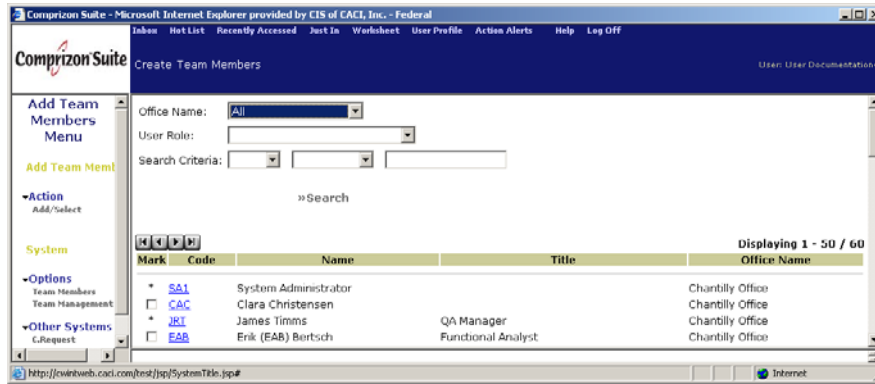 Comprizon Suite - Microsoft Internet Explorer provided by CIS of CACI, Inc. - Federal
Inbox HotList Recently Accessed Just In Worksheet User Profile Action Alerts Help Log Off
Comprizon Suite
Create Team Members
User: User Documentation
Add Team
Members
Menu
Add Team Memb
Action
Add/Select
System
Options
Team Members
Team Management
Other Systems
C.Request
Office Name: All
User Role:
Search Criteria:
»Search
Displaying 1 - 50 / 60
Mark Code Name Title Office Name
* SA1 System Administrator Chantilly Office
CAC Clara Christensen Chantilly Office
* JRT James Timms QA Manager Chantilly Office
EAB Erik (EAB) Bertsch Functional Analyst Chantilly Office
http://cwintweb.caci.com/test/jsp/SystemTitle.jsp# Internet